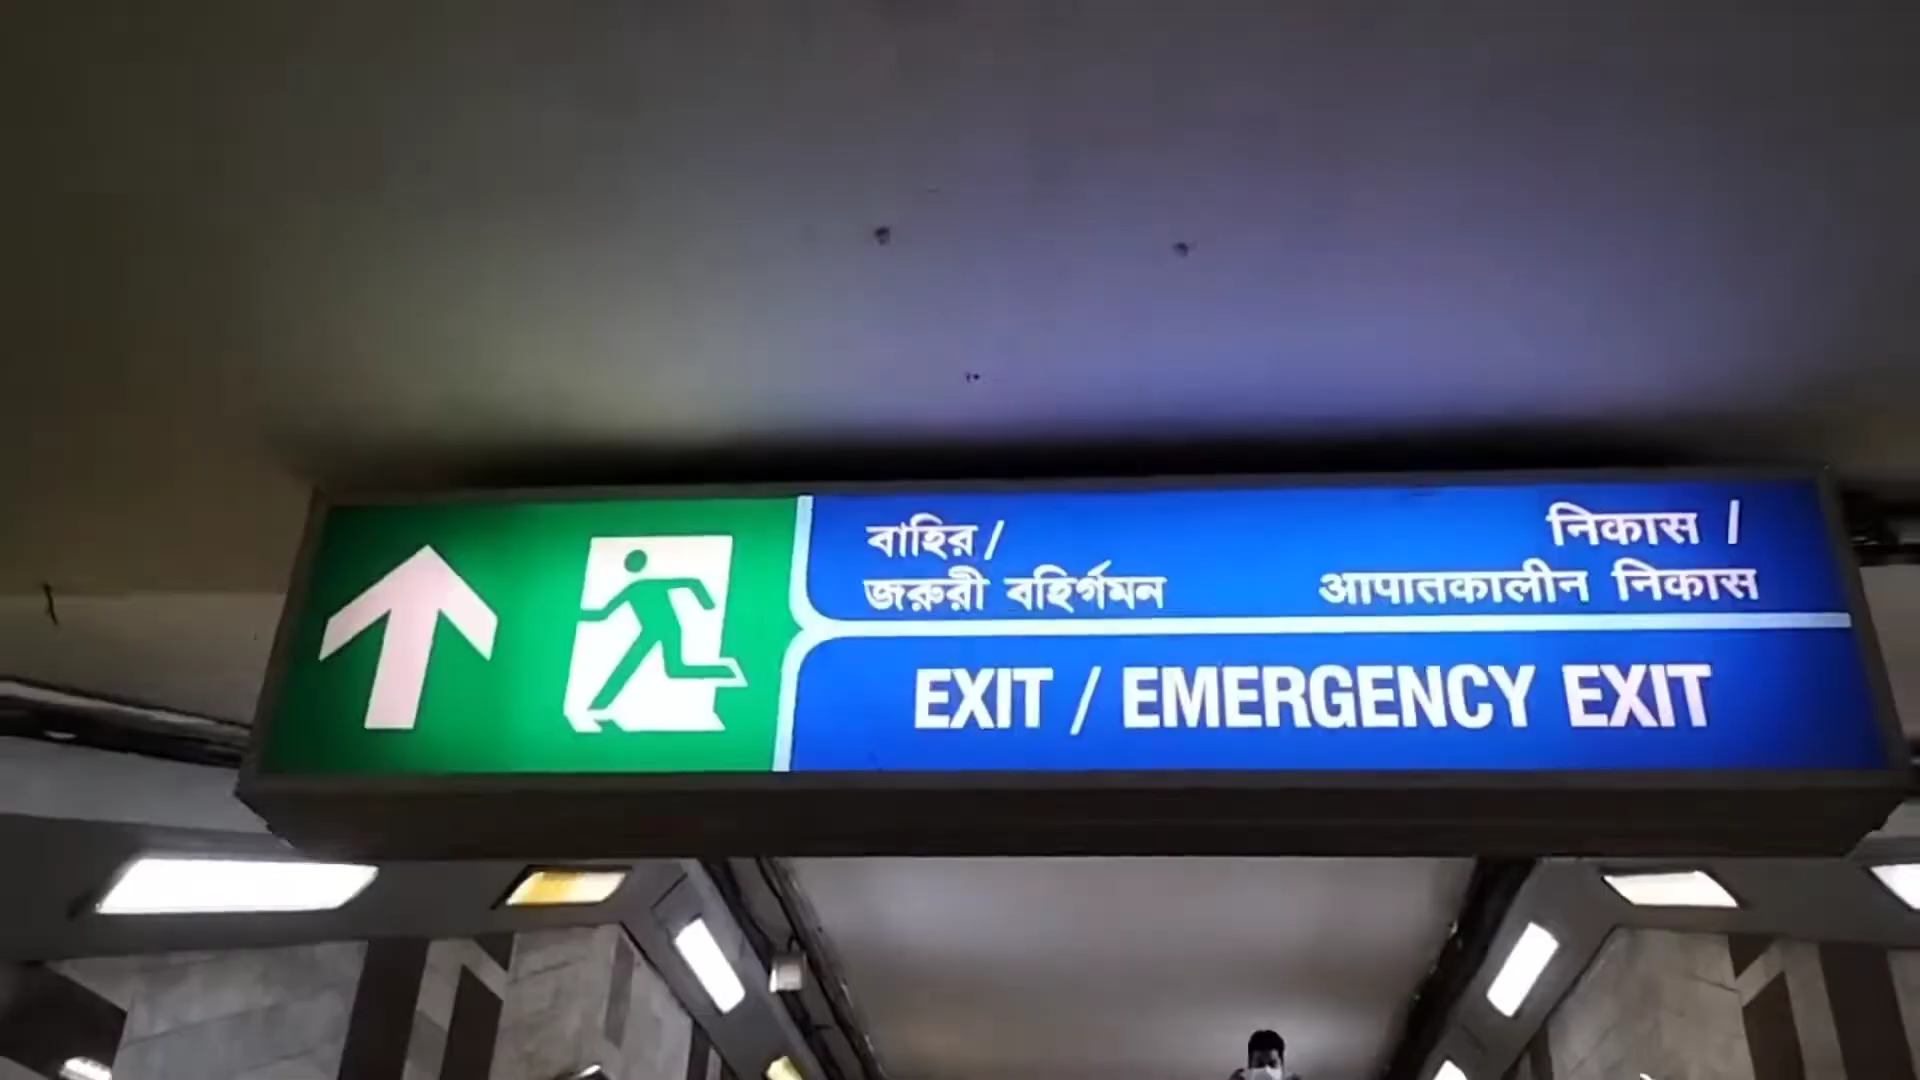 বাহির /
জরুরী বহির্গমন
निकास /
आपातकालीन निकास
EXIT / EMERGENCY EXIT